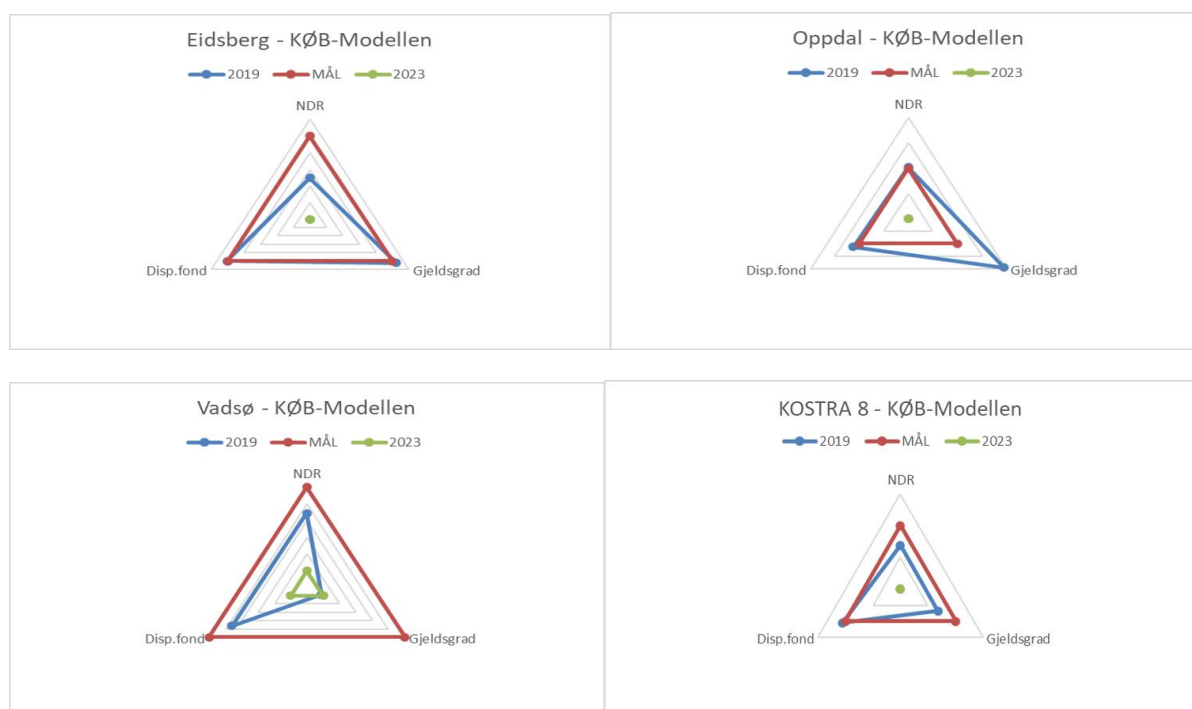 Eidsberg - KØB-Modellen
2019 MÅL 2023
NDR
Disp.fond
Gjeldsgrad
Oppdal - KØB-Modellen
2019 MÅL 2023
NDR
Disp.fond
Gjeldsgrad
Vadsø - KØB-Modellen
2019 MÅL 2023
NDR
Disp.fond
Gjeldsgrad
KOSTRA 8 - KØB-Modellen
2019 MÅL 2023
NDR
Disp.fond
Gjeldsgrad